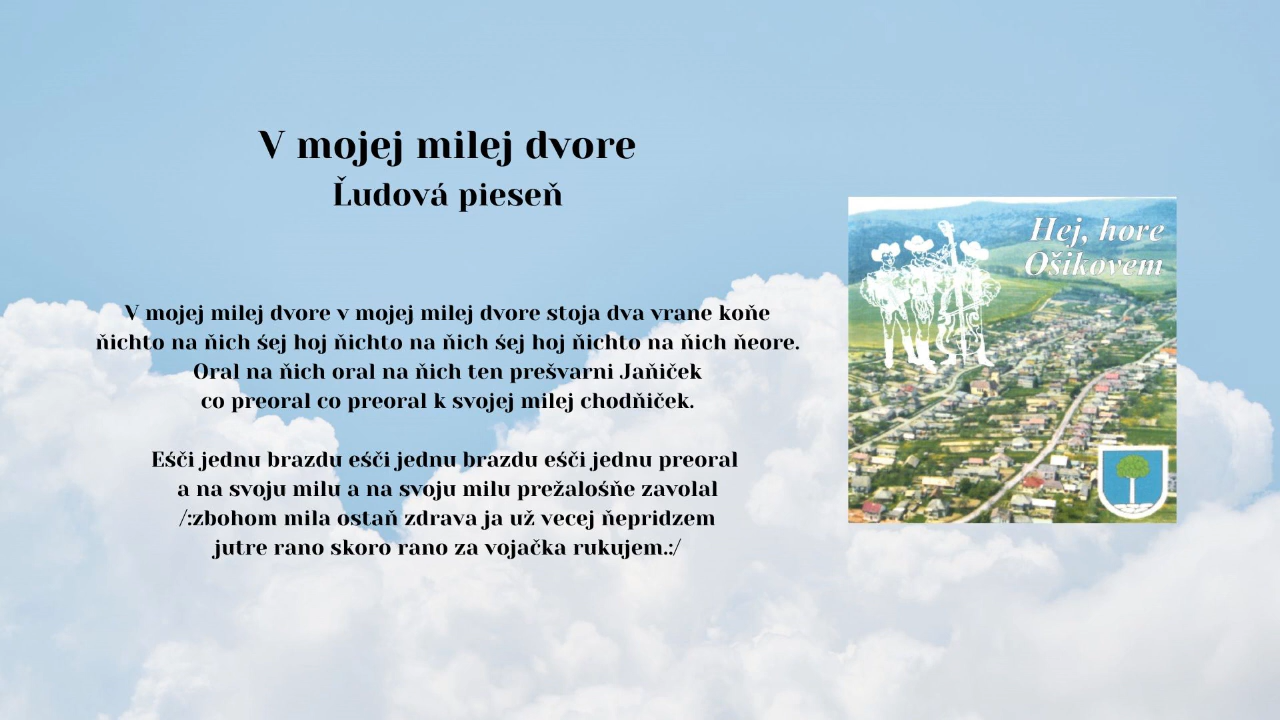 V mojej milej dvore
Ľudová pieseň
V mojej milej dvore v mojej milej dvore stoja dva vrane koňe
ňichto na ňich śej hoj ňichto na ňich śej hoj ňichto na ňich ňeore.
Oral na ňich oral na ňich ten prešvarni Jaňiček
co preoral co preoral k svojej milej chodňiček.
Eśči jednu brazdu eśči jednu brazdu eśči jednu preoral
a na svoju milu a na svoju milu prežalośňe zavolal
/:zbohom mila ostaň zdrava ja už vecej ňepridzem
jutre rano skoro rano za vojačka rukujem.:/
Hej, hore
Ošikovem